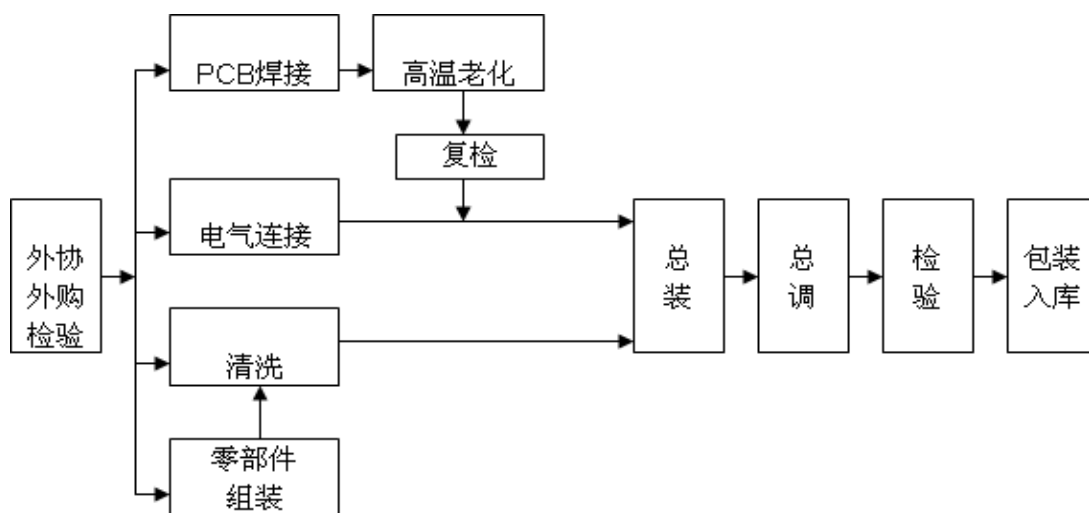 PCB焊接
高温老化
复检
电气连接
外协
外购
检验
清洗
零部件
组装
总
装
总
调
检
验
包装
入库